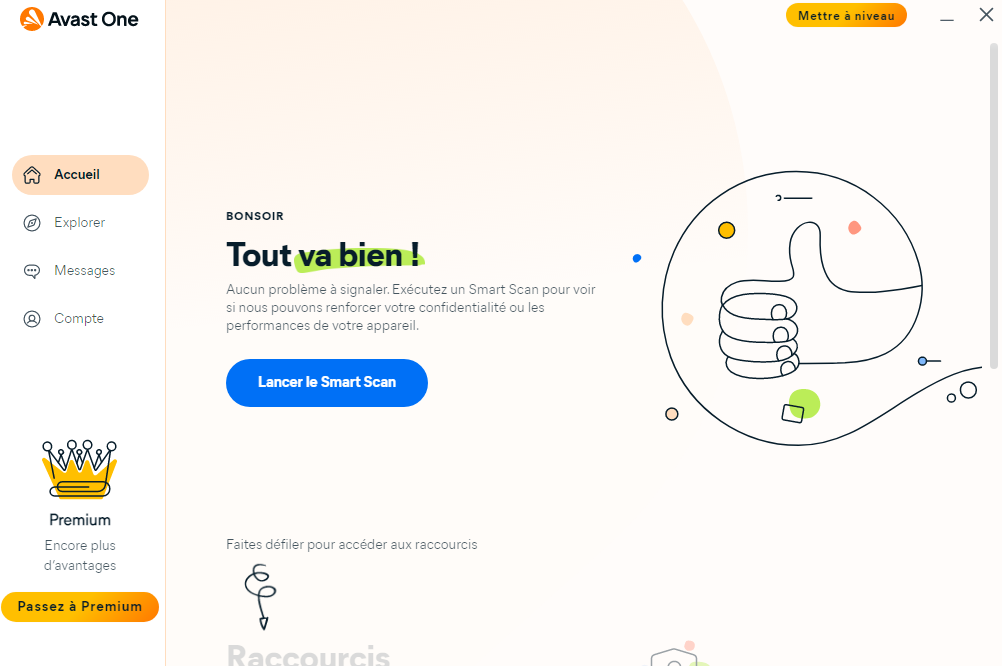 Avast One
Mettre à niveau
Accueil
Explorer
Messages
Compte
Premium
Encore plus
d'avantages
Passez à Premium
BONSOIR
Tout va bien !
Aucun problème à signaler. Exécutez un Smart Scan pour voir
si nous pouvons renforcer votre confidentialité ou les
performances de votre appareil.
Lancer le Smart Scan
Faites défiler pour accéder aux raccourcis
Raccourcis